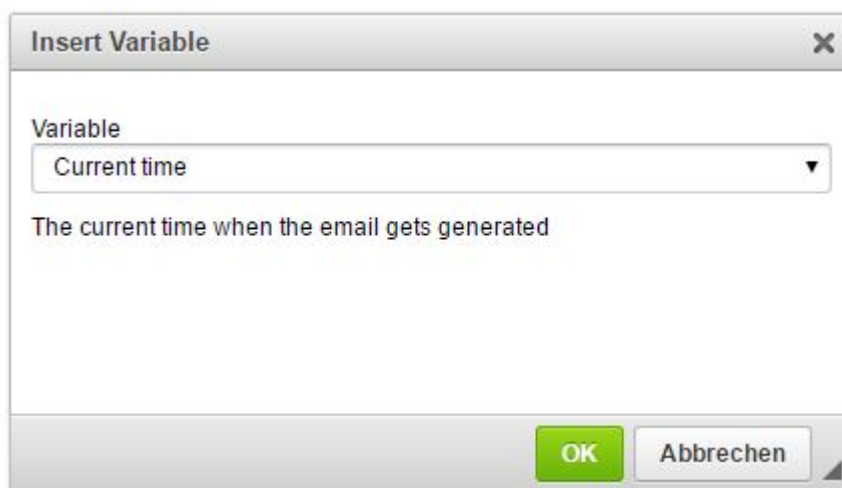 Insert Variable
Variable
Current time
The current time when the email gets generated
OK Abbrechen